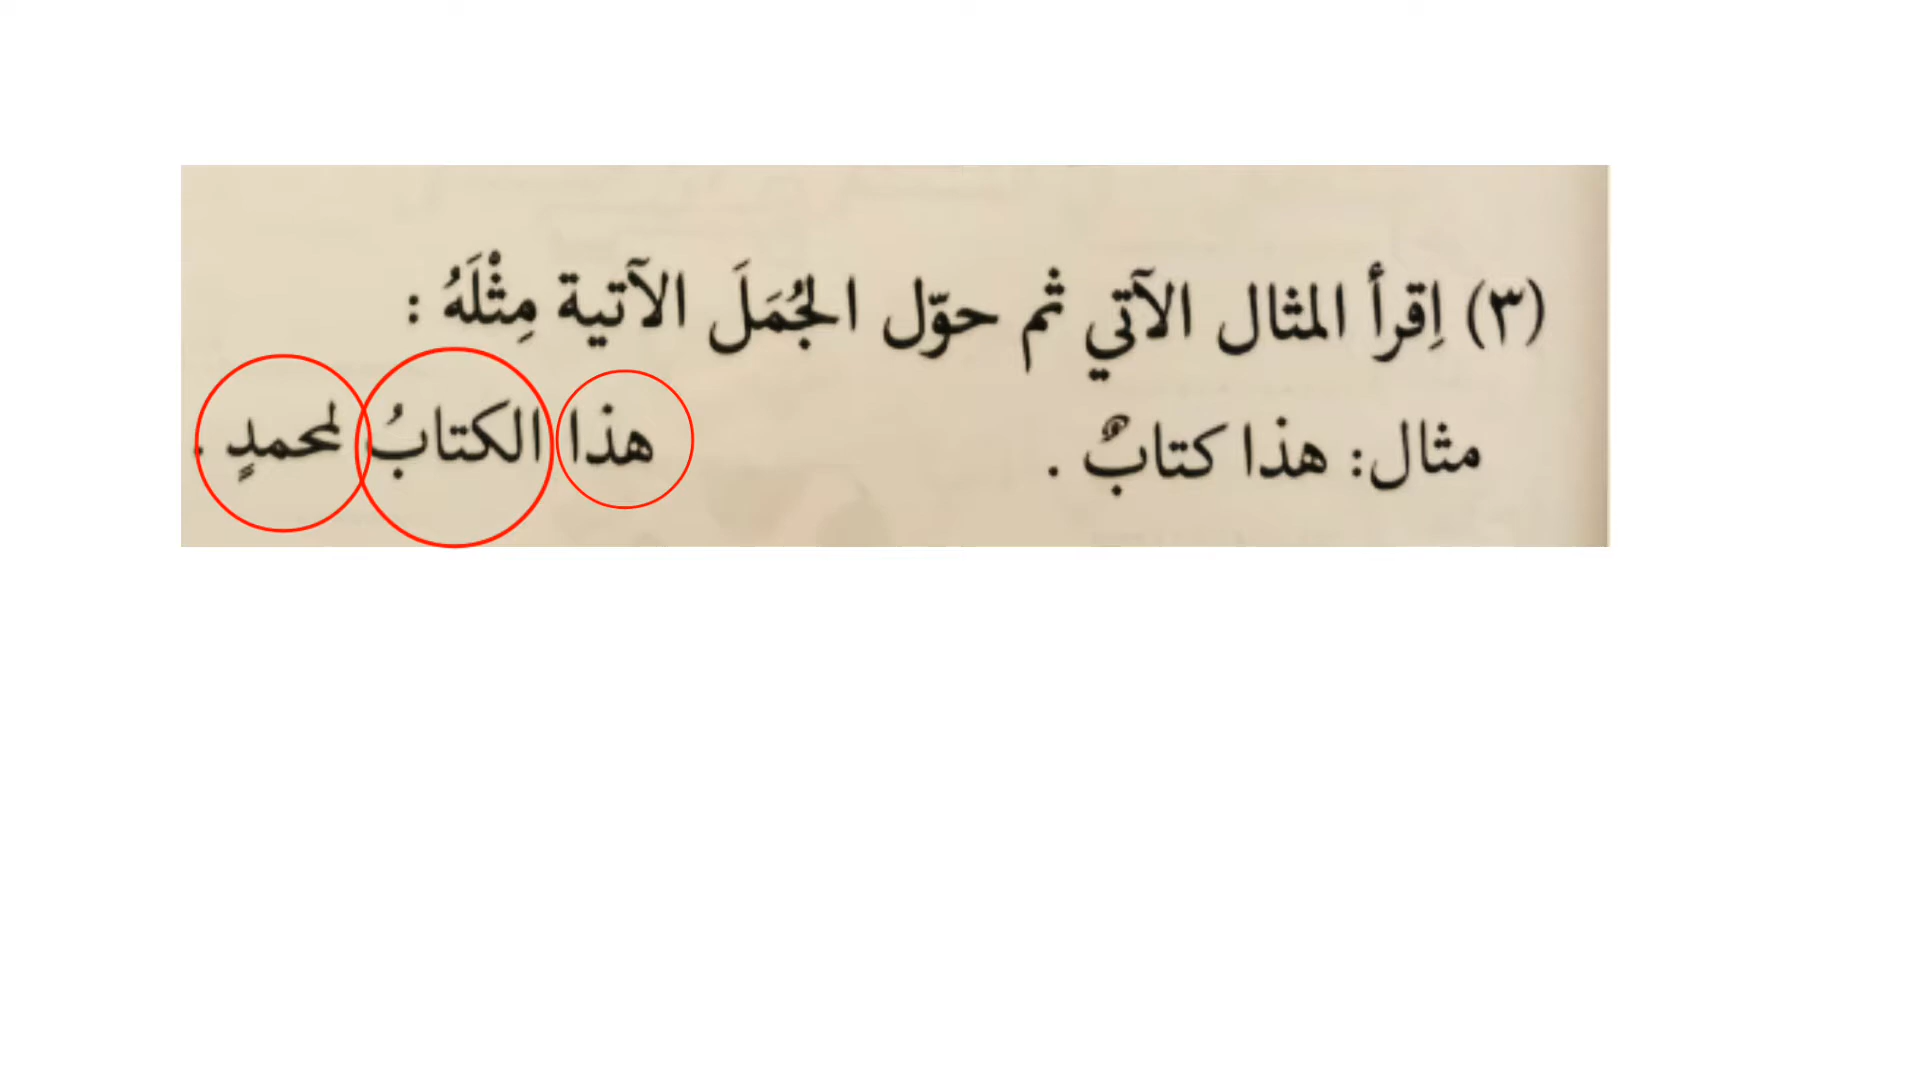 (٣) اِقرأ المثال الآتي ثم حوّل الجُمَلَ الآتية مِثْلَهُ :
مثال: هذا كتابٌ . هذا الكتابُ لمحمدٍ .